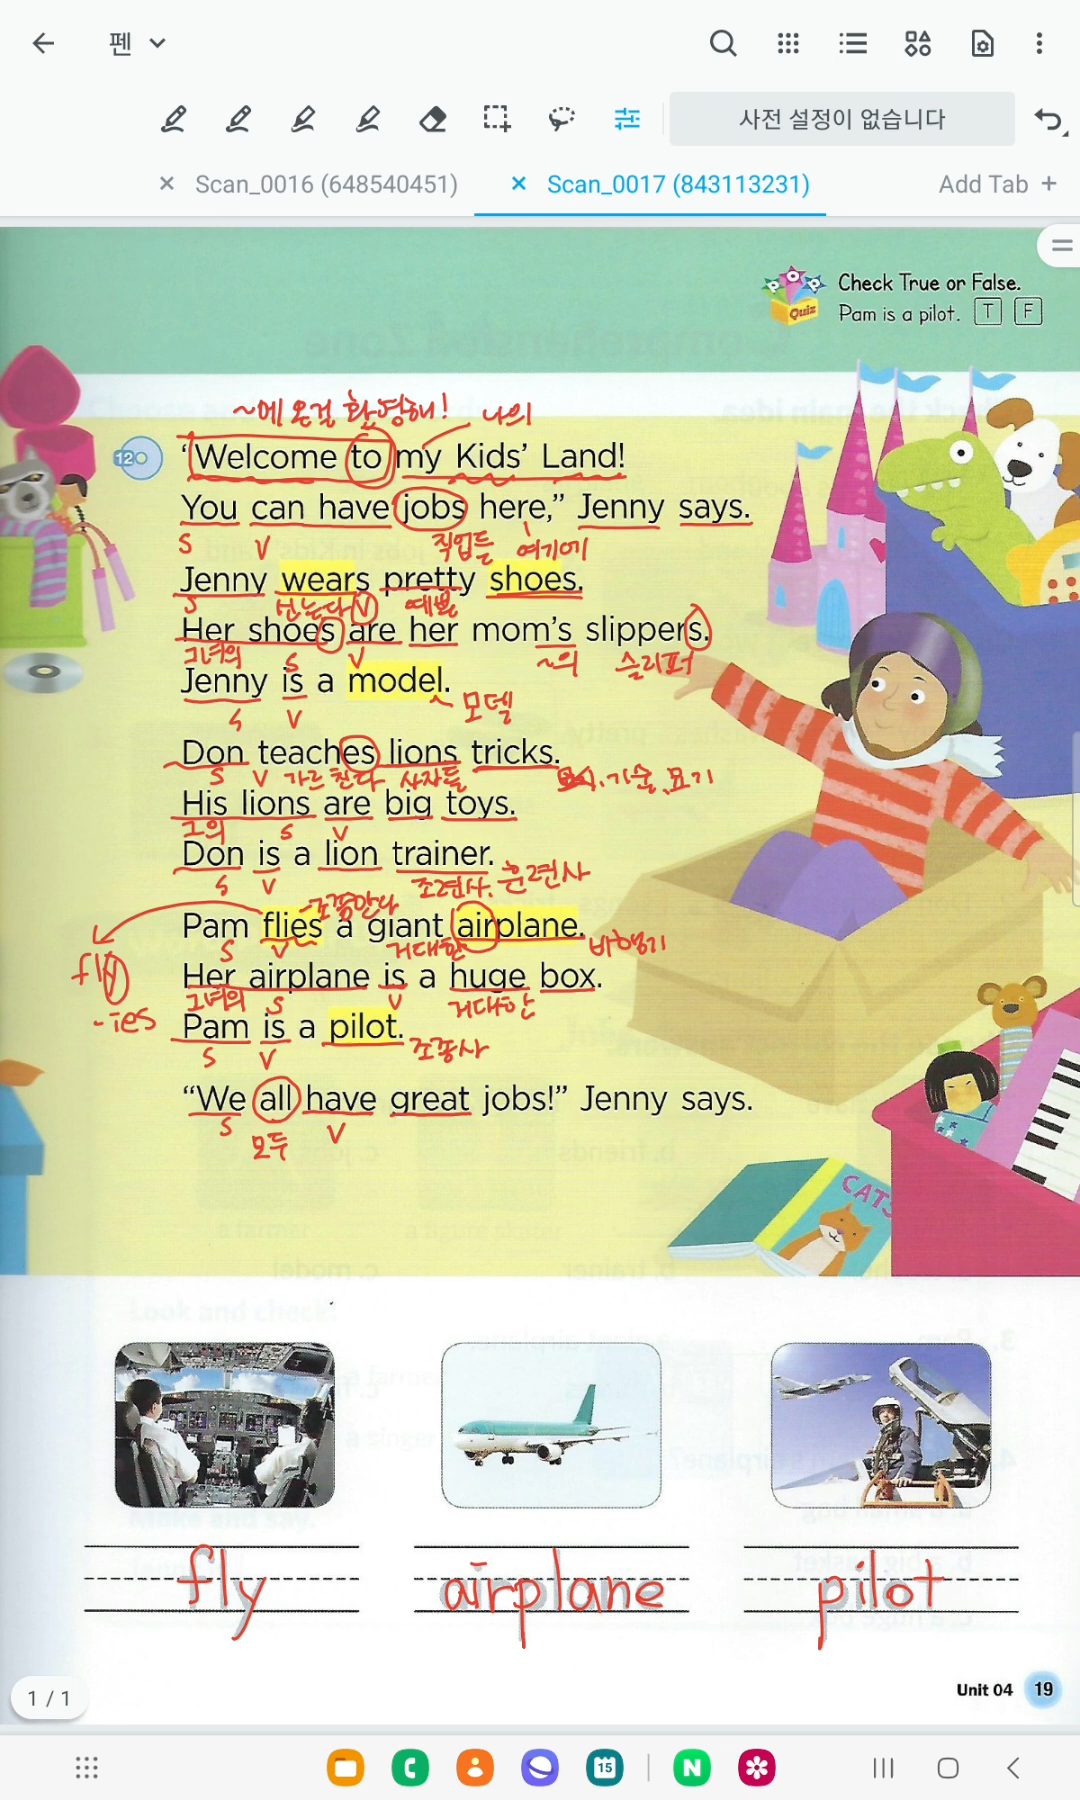 펜
사전 설정이 없습니다
Scan_0016 (648540451)
Scan_0017 (843113231)
Add Tab +
POP Quiz
Check True or False.
Pam is a pilot. T F
~에 온걸 환영해! 나의
12
“Welcome to my Kids’ Land!
You can have jobs here,” Jenny says.
S V 직업들 여기에
Jenny wears pretty shoes.
S 신는다 V 예쁜
Her shoes are her mom’s slippers.
그녀의 S V ~의 슬리퍼
Jenny is a model.
S V 모델
Don teaches lions tricks.
S V 가르친다 사자들 기술, 묘기
His lions are big toys.
그의 S V
Don is a lion trainer.
S V 조련사. 훈련사
조종한다
Pam flies a giant airplane.
S V 거대한 비행기
fly
Her airplane is a huge box.
그녀의 S V 거대한
-ies
Pam is a pilot.
S V 조종사
“We all have great jobs!” Jenny says.
S 모두 V
CATS
fly airplane pilot
Unit 04 19
1 / 1
15
N